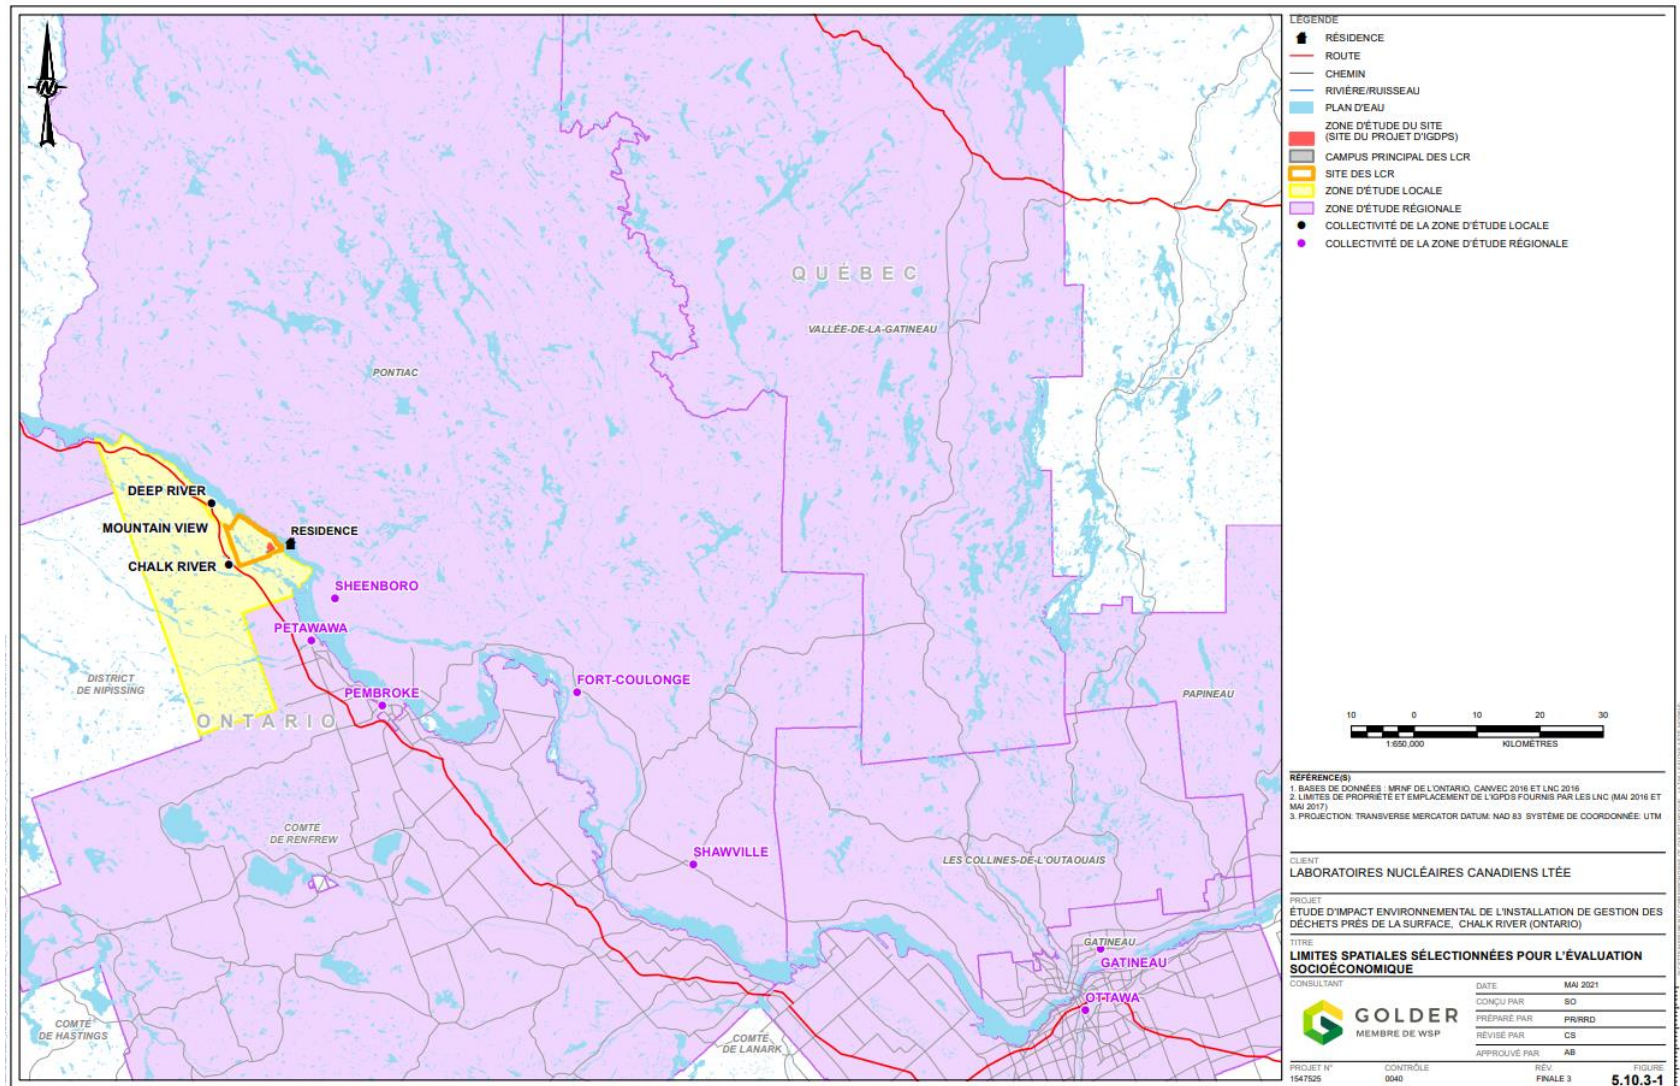 N
QUÉBEC
VALLÉE-DE-LA-GATINEAU
PONTIAC
DEEP RIVER
MOUNTAIN VIEW
RESIDENCE
CHALK RIVER
SHEENBORO
PETAWAWA
DISTRICT
DE NIPISSING
FORT-COULONGE
PEMBROKE
PAPINEAU
ONTARIO
COMTÉ
DE RENFREW
SHAWVILLE
LES COLLINES-DE-L'OUTAOUAIS
GATINEAU
GATINEAU
OTTAWA
COMTÉ
DE HASTINGS
COMTÉ
DE LANARK
LÉGENDE
RÉSIDENCE
ROUTE
CHEMIN
RIVIÈRE/RUISSEAU
PLAN D'EAU
ZONE D'ÉTUDE DU SITE
(SITE DU PROJET D'IGDPS)
CAMPUS PRINCIPAL DES LCR
SITE DES LCR
ZONE D'ÉTUDE LOCALE
ZONE D'ÉTUDE RÉGIONALE
COLLECTIVITÉ DE LA ZONE D'ÉTUDE LOCALE
COLLECTIVITÉ DE LA ZONE D'ÉTUDE RÉGIONALE
10 0 10 20 30
1:650,000 KILOMÈTRES
RÉFÉRENCE(S)
1. BASES DE DONNÉES : MRNF DE L'ONTARIO, CANVEC 2016 ET LNC 2016
2. LIMITES DE PROPRIÉTÉ ET EMPLACEMENT DE L'IGPDS FOURNIS PAR LES LNC (MAI 2016 ET
MAI 2017)
3. PROJECTION: TRANSVERSE MERCATOR DATUM: NAD 83 SYSTÈME DE COORDONNÉE: UTM
CLIENT
LABORATOIRES NUCLÉAIRES CANADIENS LTÉE
PROJET
ÉTUDE D'IMPACT ENVIRONNEMENTAL DE L'INSTALLATION DE GESTION DES
DÉCHETS PRÈS DE LA SURFACE, CHALK RIVER (ONTARIO)
TITRE
LIMITES SPATIALES SÉLECTIONNÉES POUR L'ÉVALUATION
SOCIOÉCONOMIQUE
CONSULTANT
GOLDER
MEMBRE DE WSP
DATE MAI 2021
CONÇU PAR SO
PRÉPARÉ PAR PR/RRD
RÉVISÉ PAR CS
APPROUVÉ PAR AB
PROJET N° CONTRÔLE RÉV. FIGURE
1547525 0040 FINALE 3 5.10.3-1